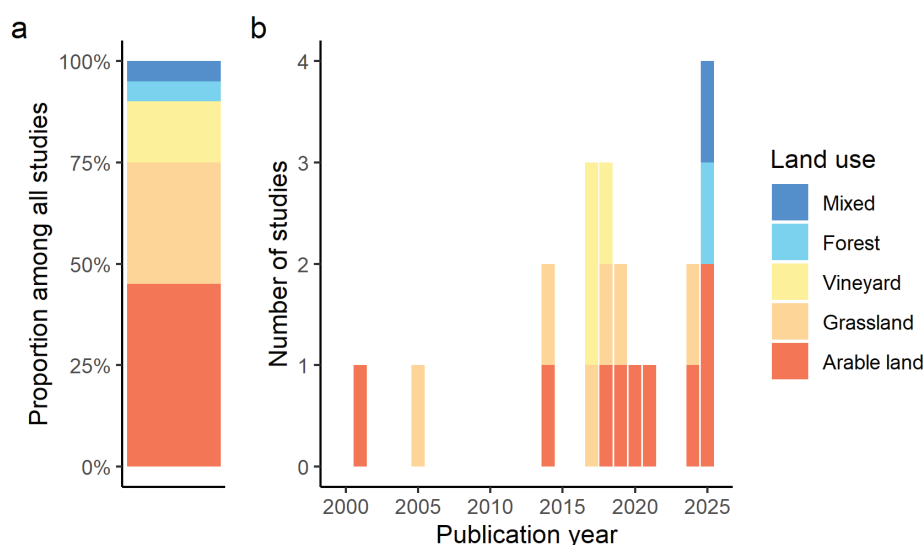 a
Proportion among all studies
100%
75%
50%
25%
0%
b
Number of studies
4
3
2
1
0
2000 2005 2010 2015 2020 2025
Publication year
Land use
Mixed
Forest
Vineyard
Grassland
Arable land